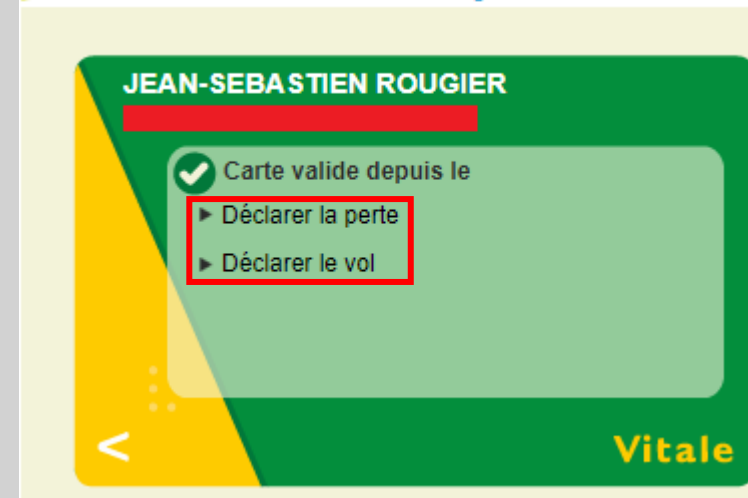 JEAN-SEBASTIEN ROUGIER
Carte valide depuis le
Déclarer la perte
Déclarer le vol
<
Vitale